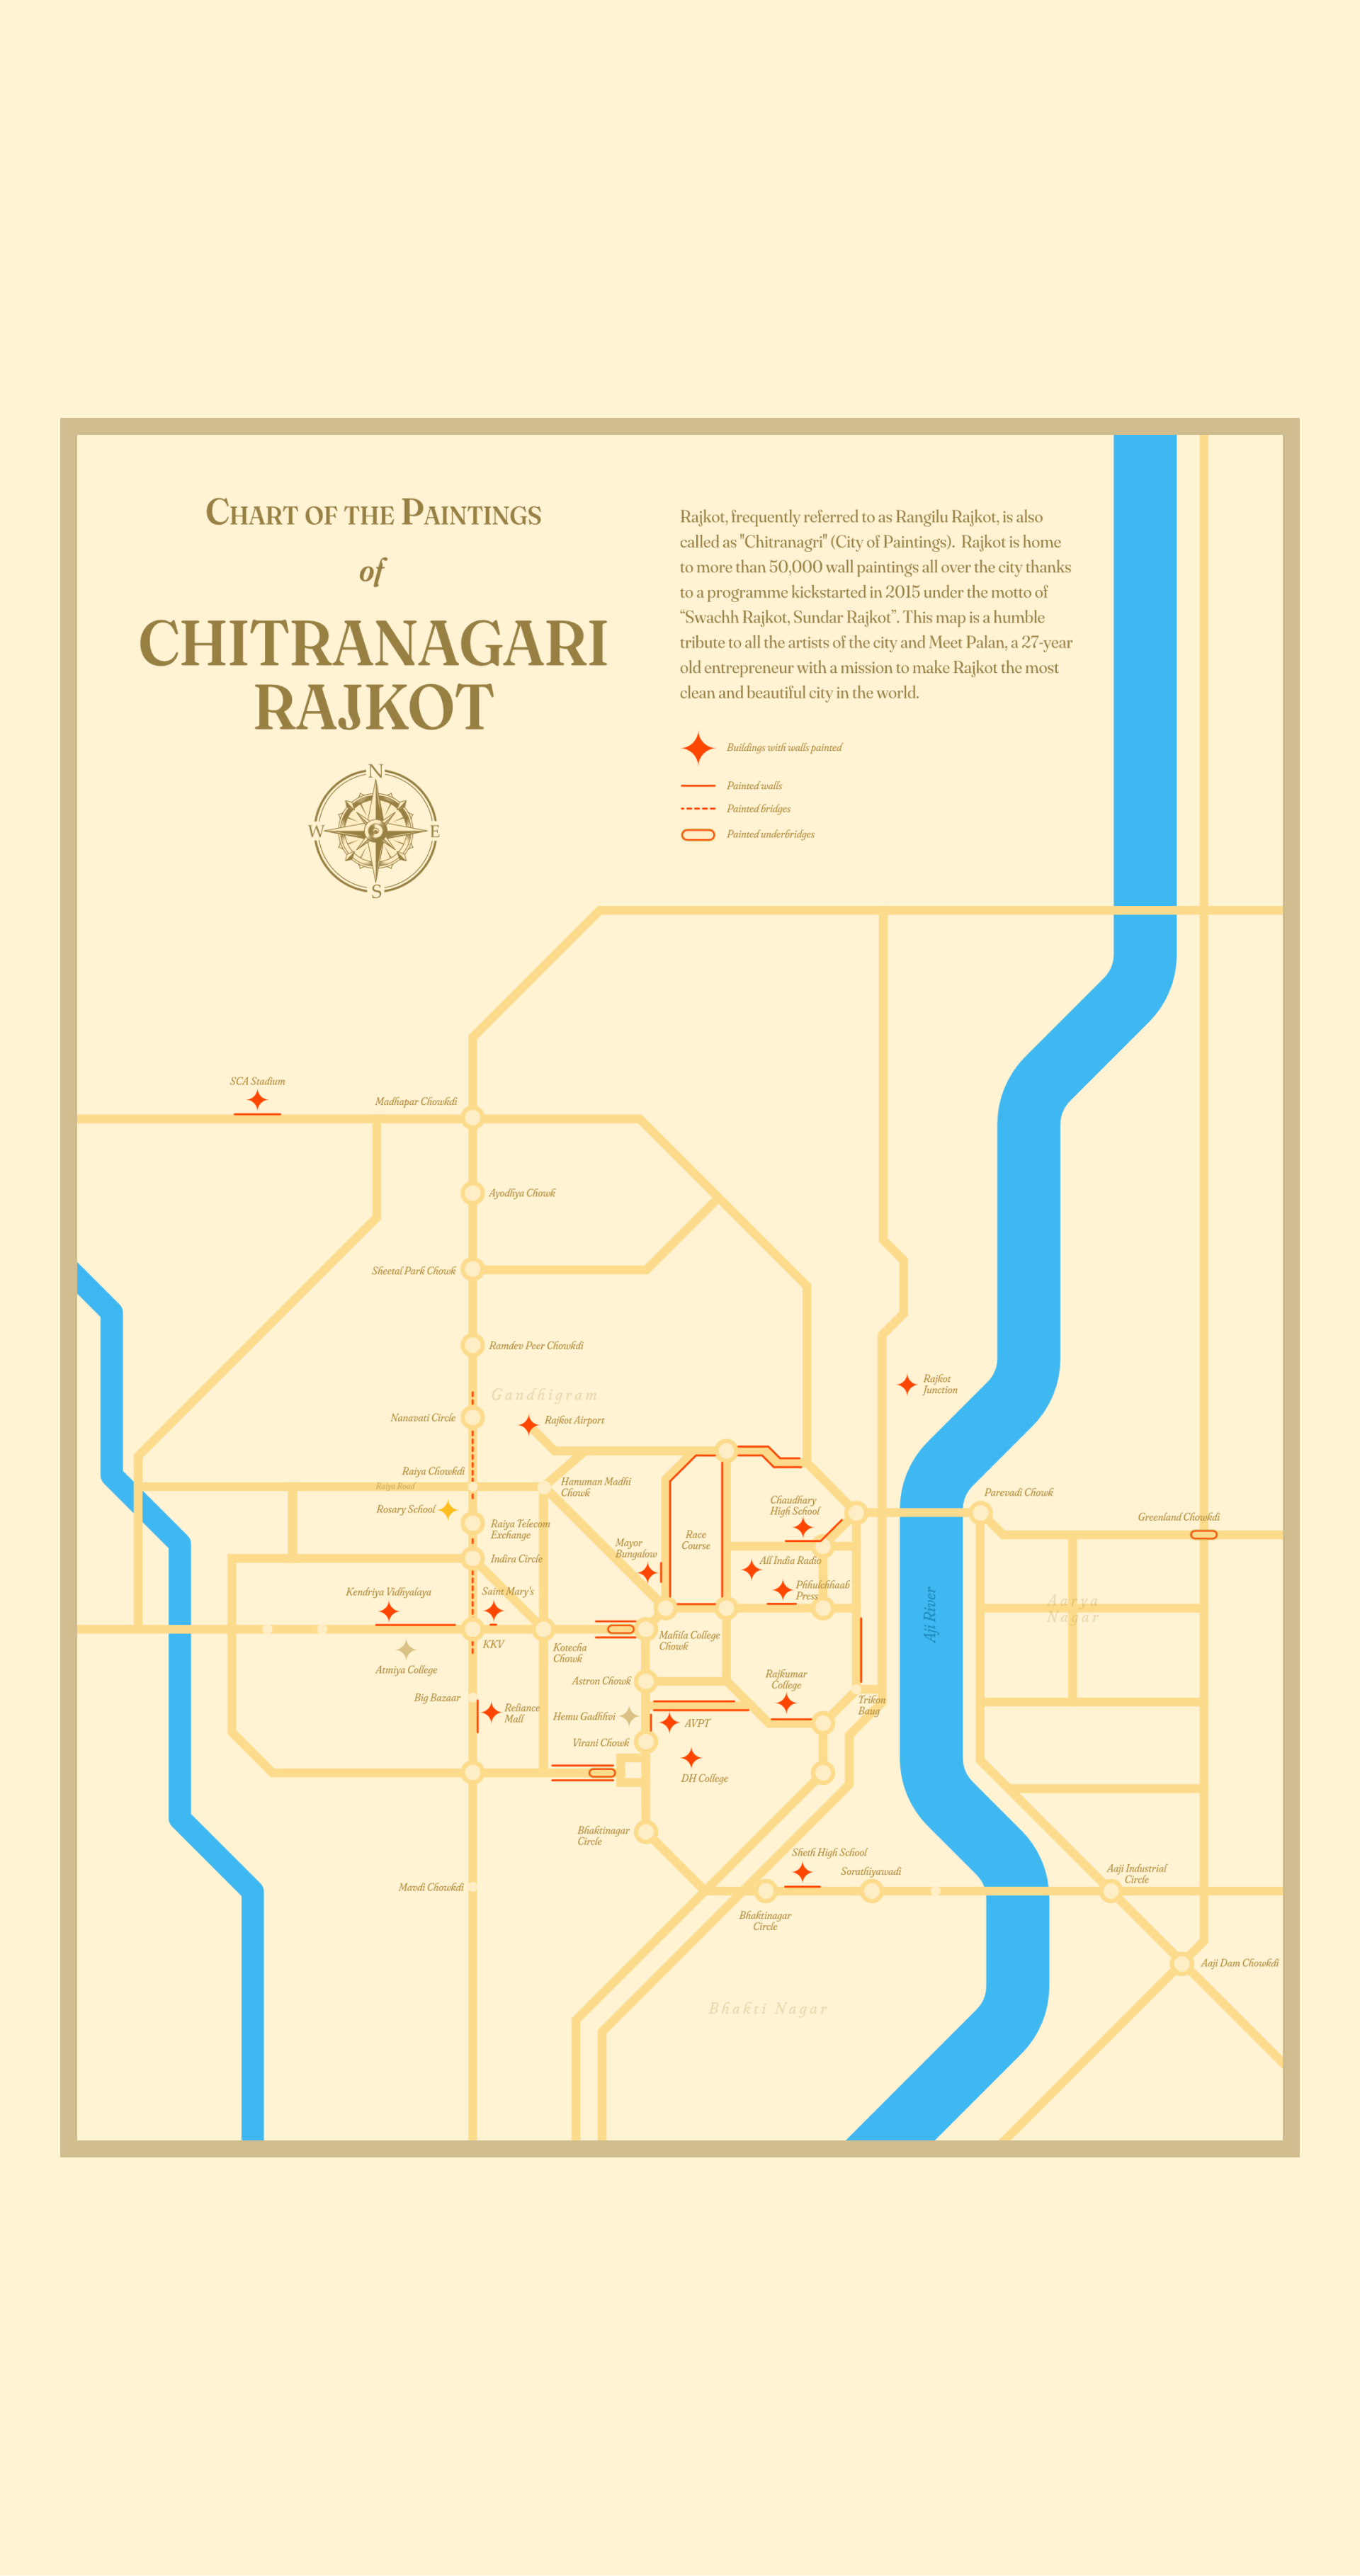 CHART OF THE PAINTINGS
of
CHITRANAGARI
RAJKOT
N
W
E
S
Rajkot, frequently referred to as Rangilu Rajkot, is also
called as "Chitranagri" (City of Paintings). Rajkot is home
to more than 50,000 wall paintings all over the city thanks
to a programme kickstarted in 2015 under the motto of
“Swachh Rajkot, Sundar Rajkot”. This map is a humble
tribute to all the artists of the city and Meet Palan, a 27-year
old entrepreneur with a mission to make Rajkot the most
clean and beautiful city in the world.
Buildings with walls painted
Painted walls
Painted bridges
Painted underbridges
SCA Stadium
Madhapar Chowkdi
Ayodhya Chowk
Sheetal Park Chowk
Ramdev Peer Chowkdi
Rajkot
Junction
Gandhigram
Nanavati Circle
Rajkot Airport
Raiya Chowkdi
Raiya Road
Hanuman Madhi
Chowk
Rosary School
Chaudhary
High School
Parevadi Chowk
Greenland Chowkdi
Raiya Telecom
Exchange
Race
Course
Mayor
Bungalow
Indira Circle
All India Radio
Phhulchhaab
Press
Kendriya Vidhyalaya
Saint Mary's
Aarya
Nagar
Aji River
KKV
Kotecha
Chowk
Mahila College
Chowk
Atmiya College
Astron Chowk
Rajkumar
College
Big Bazaar
Reliance
Mall
Hemu Gadhhvi
AVPT
Trikon
Baug
Virani Chowk
DH College
Bhaktinagar
Circle
Sheth High School
Sorathiyawadi
Aaji Industrial
Circle
Mavdi Chowkdi
Bhaktinagar
Circle
Aaji Dam Chowkdi
Bhakti Nagar